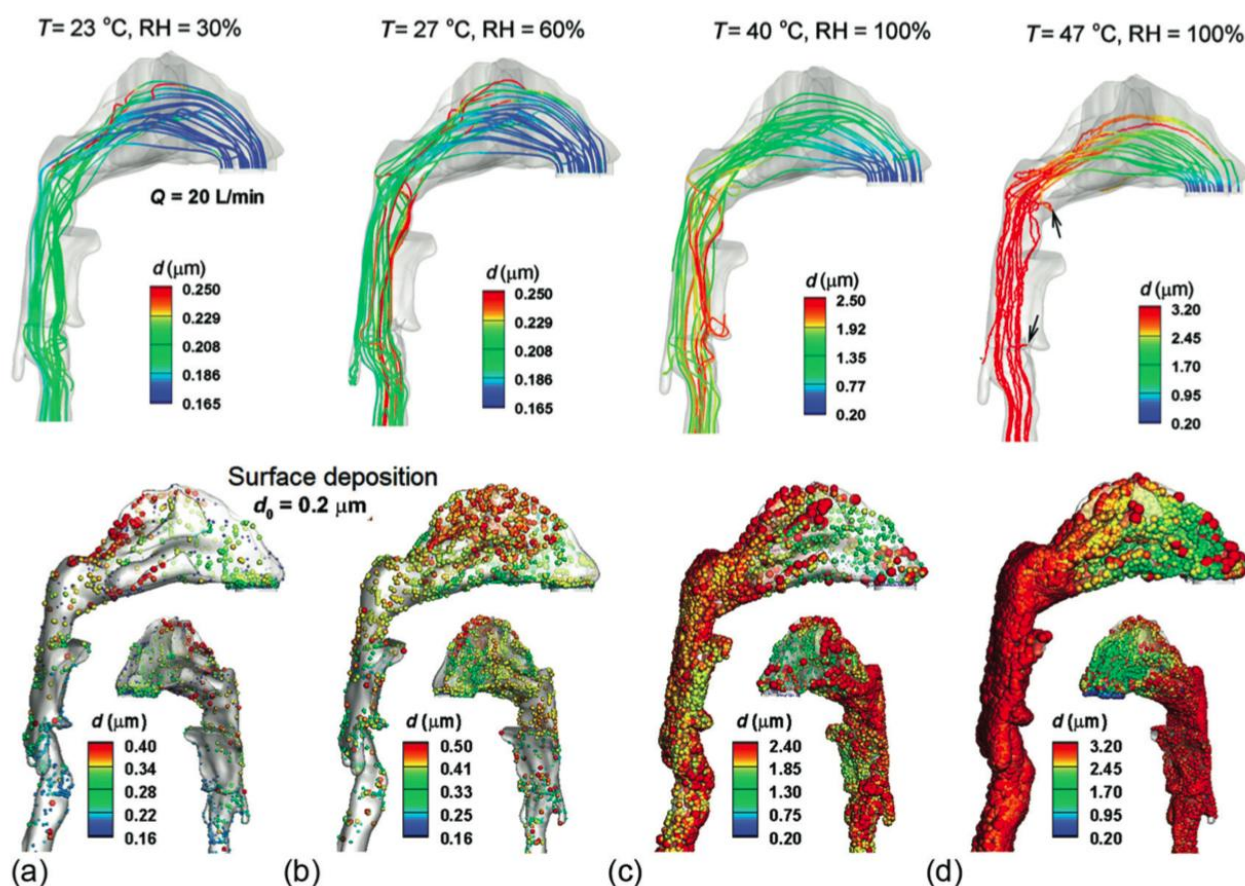 T = 23 °C, RH = 30%
T = 27 °C, RH = 60%
T = 40 °C, RH = 100%
T = 47 °C, RH = 100%
Q = 20 L/min
d (μm)
0.250
0.229
0.208
0.186
0.165
d (μm)
0.250
0.229
0.208
0.186
0.165
d (μm)
2.50
1.92
1.35
0.77
0.20
d (μm)
3.20
2.45
1.70
0.95
0.20
Surface deposition
d₀ = 0.2 μm
d (μm)
0.40
0.34
0.28
0.22
0.16
d (μm)
0.50
0.41
0.33
0.25
0.16
d (μm)
2.40
1.85
1.30
0.75
0.20
d (μm)
3.20
2.45
1.70
0.95
0.20
(a)
(b)
(c)
(d)